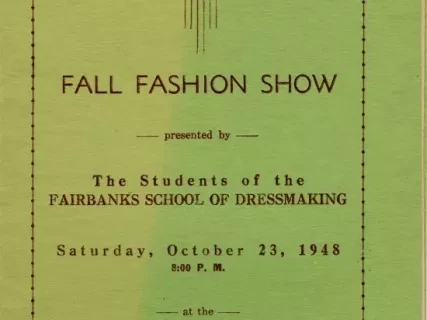 FALL FASHION SHOW
— presented by —
The Students of the
FAIRBANKS SCHOOL OF DRESSMAKING
Saturday, October 23, 1948
8:00 P. M.
— at the —